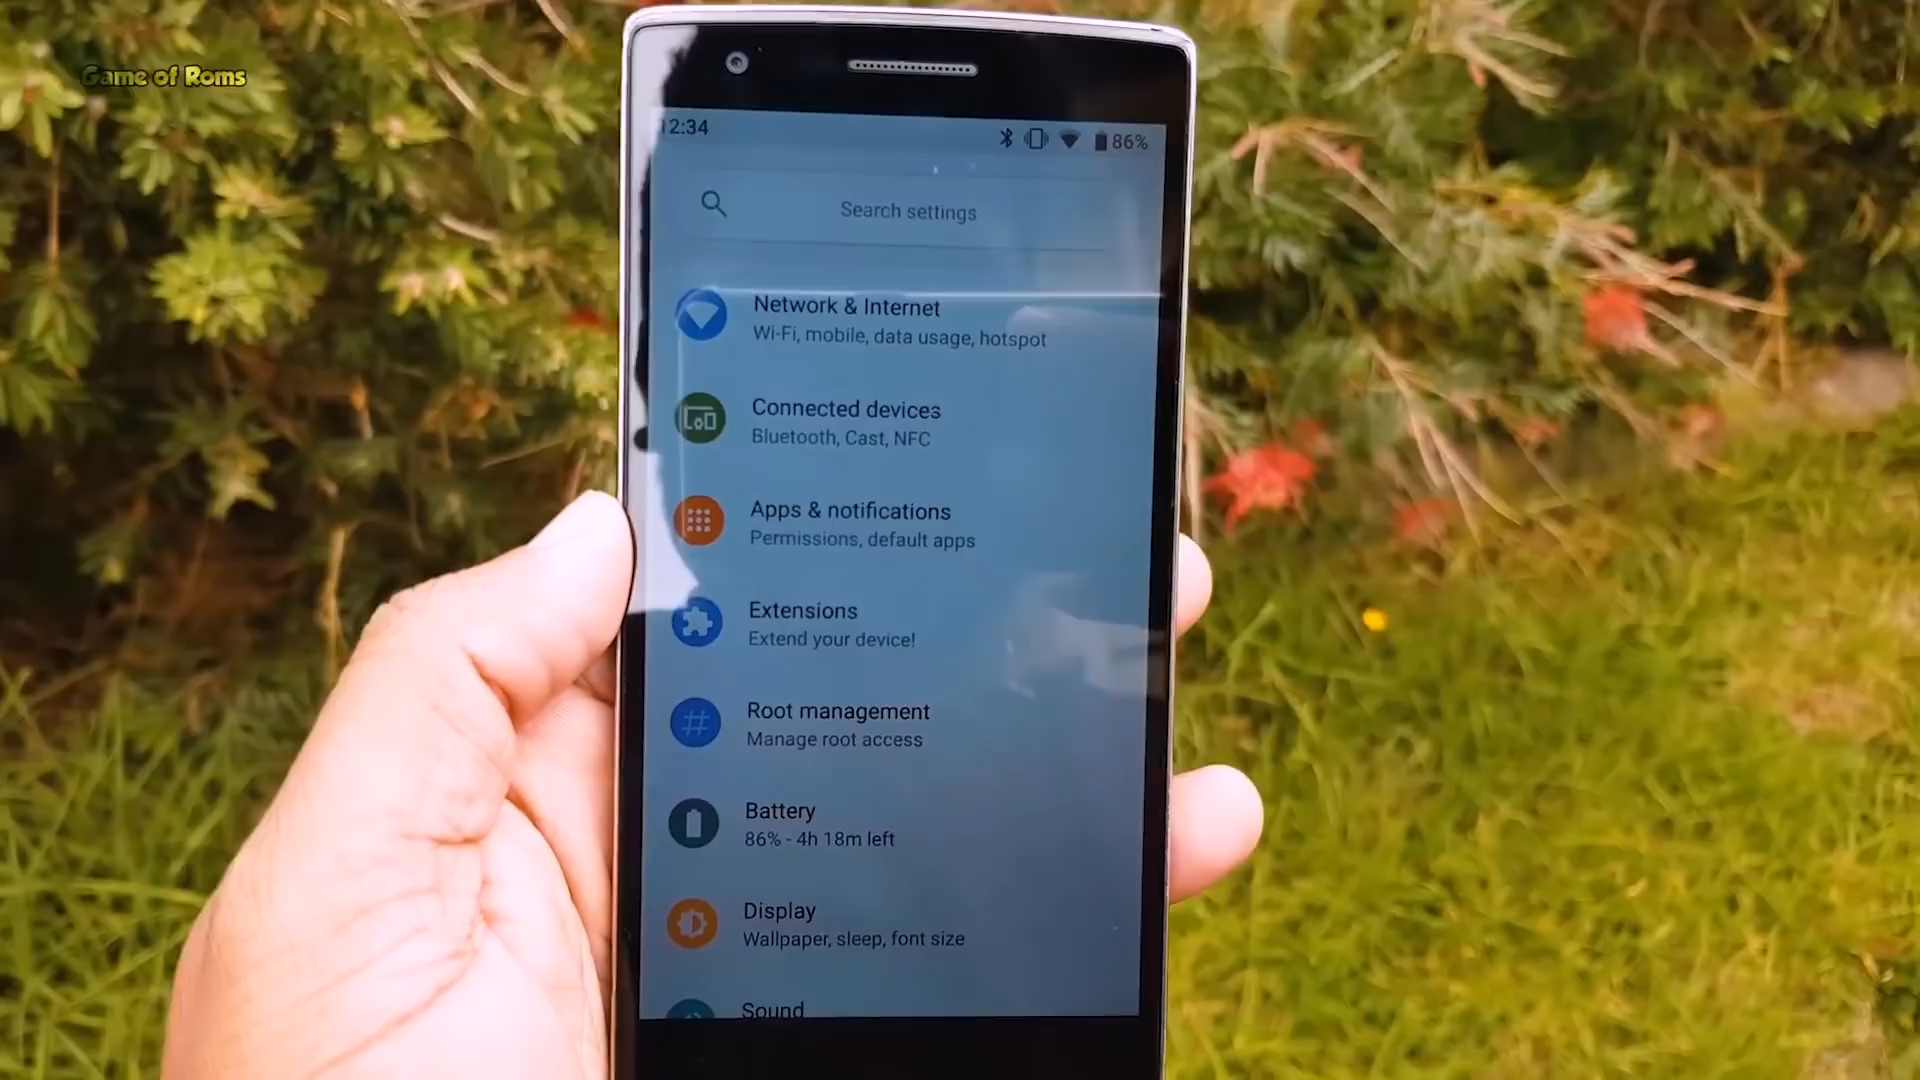 Game of Roms
12:34
86%
Search settings
Network & Internet
Wi-Fi, mobile, data usage, hotspot
Connected devices
Bluetooth, Cast, NFC
Apps & notifications
Permissions, default apps
Extensions
Extend your device!
Root management
Manage root access
Battery
86% - 4h 18m left
Display
Wallpaper, sleep, font size
Sound